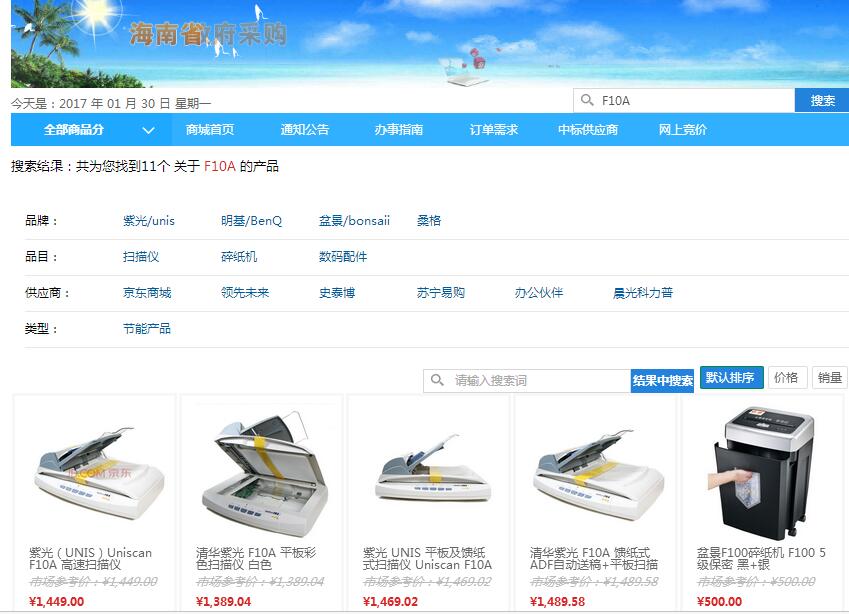 海南省政府采购
今天是：2017 年 01 月 30 日 星期一
F10A 搜索
全部商品分 商城首页 通知公告 办事指南 订单需求 中标供应商 网上竞价
搜索结果：共为您找到11个 关于 F10A 的产品
品牌： 紫光/unis 明基/BenQ 盆景/bonsaii 桑格
品目： 扫描仪 碎纸机 数码配件
供应商： 京东商城 领先未来 史泰博 苏宁易购 办公伙伴 晨光科力普
类型： 节能产品
请输入搜索词 结果中搜索 默认排序 价格 销量
JD.COM 京东
紫光（UNIS）Uniscan
F10A 高速扫描仪
市场参考价：¥1,449.00
¥1,449.00
清华紫光 F10A 平板彩
色扫描仪 白色
市场参考价：¥1,389.04
¥1,389.04
紫光 UNIS 平板及馈纸
式扫描仪 Uniscan F10A
市场参考价：¥1,469.02
¥1,469.02
清华紫光 F10A 馈纸式
ADF自动送稿+平板扫描
市场参考价：¥1,489.58
¥1,489.58
盆景F100碎纸机 F100 5
级保密 黑+银
市场参考价：¥500.00
¥500.00